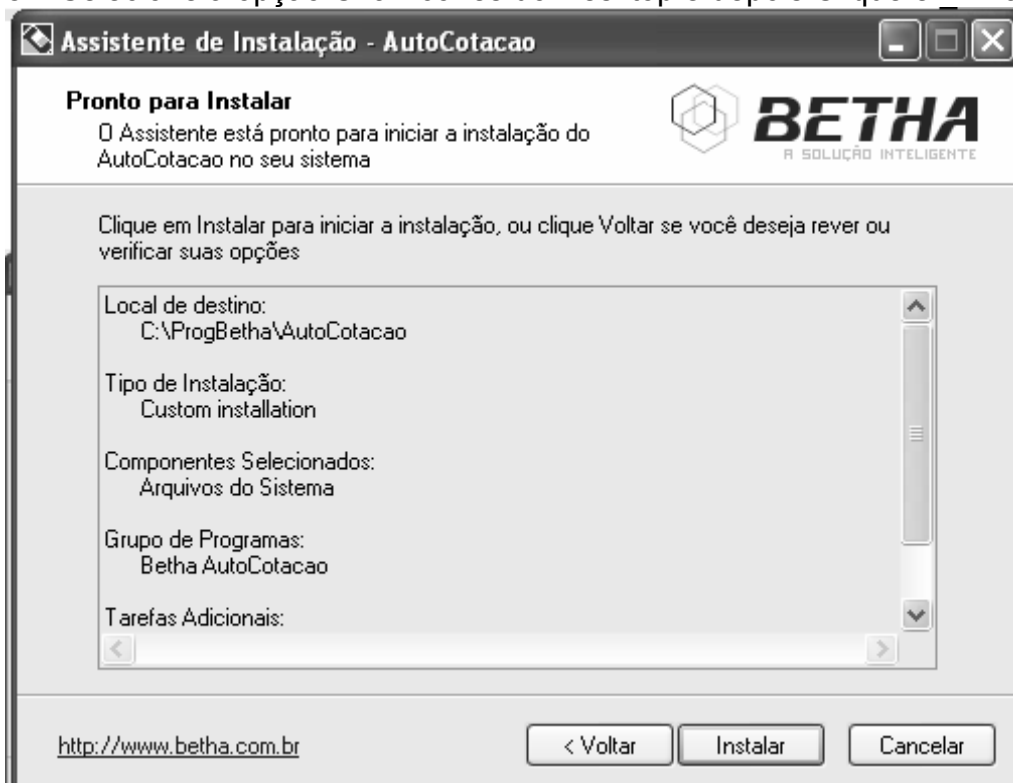 Assistente de Instalação - AutoCotacao
Pronto para Instalar
O Assistente está pronto para iniciar a instalação do
AutoCotacao no seu sistema
BETHA
A SOLUÇÃO INTELIGENTE
Clique em Instalar para iniciar a instalação, ou clique Voltar se você deseja rever ou
verificar suas opções
Local de destino:
C:\ProgBetha\AutoCotacao
Tipo de Instalação:
Custom installation
Componentes Selecionados:
Arquivos do Sistema
Grupo de Programas:
Betha AutoCotacao
Tarefas Adicionais:
http://www.betha.com.br
< Voltar
Instalar
Cancelar